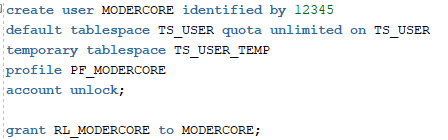 create user MODERCORE identified by 12345
default tablespace TS_USER quota unlimited on TS_USER
temporary tablespace TS_USER_TEMP
profile PF_MODERCORE
account unlock;
grant RL_MODERCORE to MODERCORE;